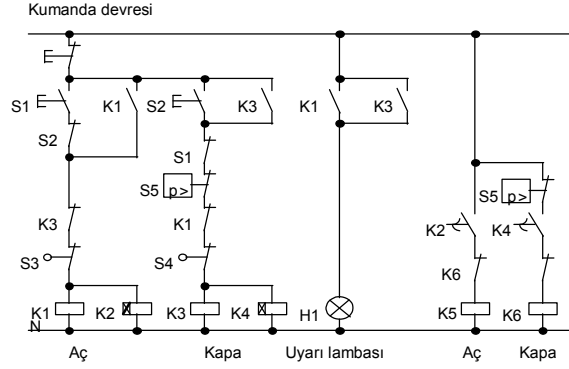 Kumanda devresi
S1 K1 S2 K3 K1 K3
S2 S1
S5 p> S5 p>
K3 K1 K2 K4
S3 S4 K6
K1 K2 K3 K4 H1 K5 K6
N
Aç Kapa Uyarı lambası Aç Kapa